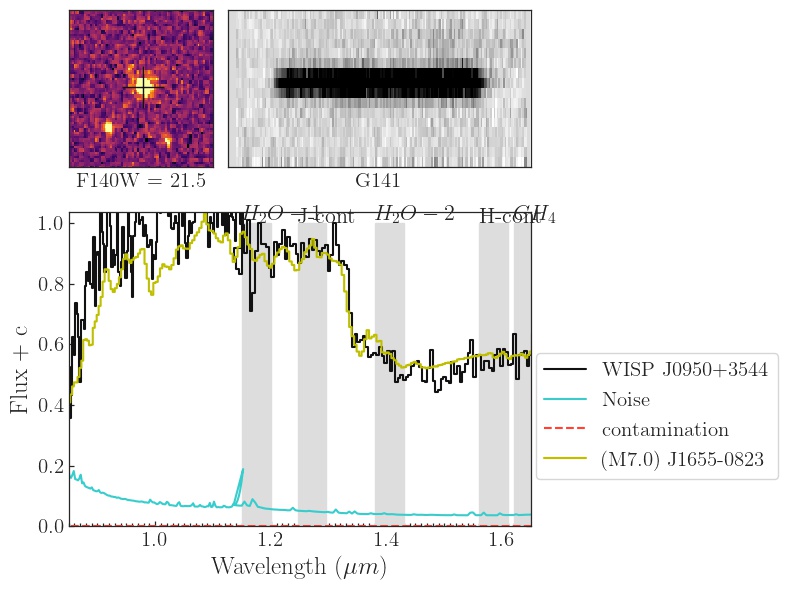 F140W = 21.5
G141
H₂O − 1
J-cont
H₂O − 2
H-cont
CH₄
1.0
0.8
0.6
0.4
0.2
0.0
Flux + c
1.0
1.2
1.4
1.6
Wavelength (μm)
WISP J0950+3544
Noise
contamination
(M7.0) J1655-0823